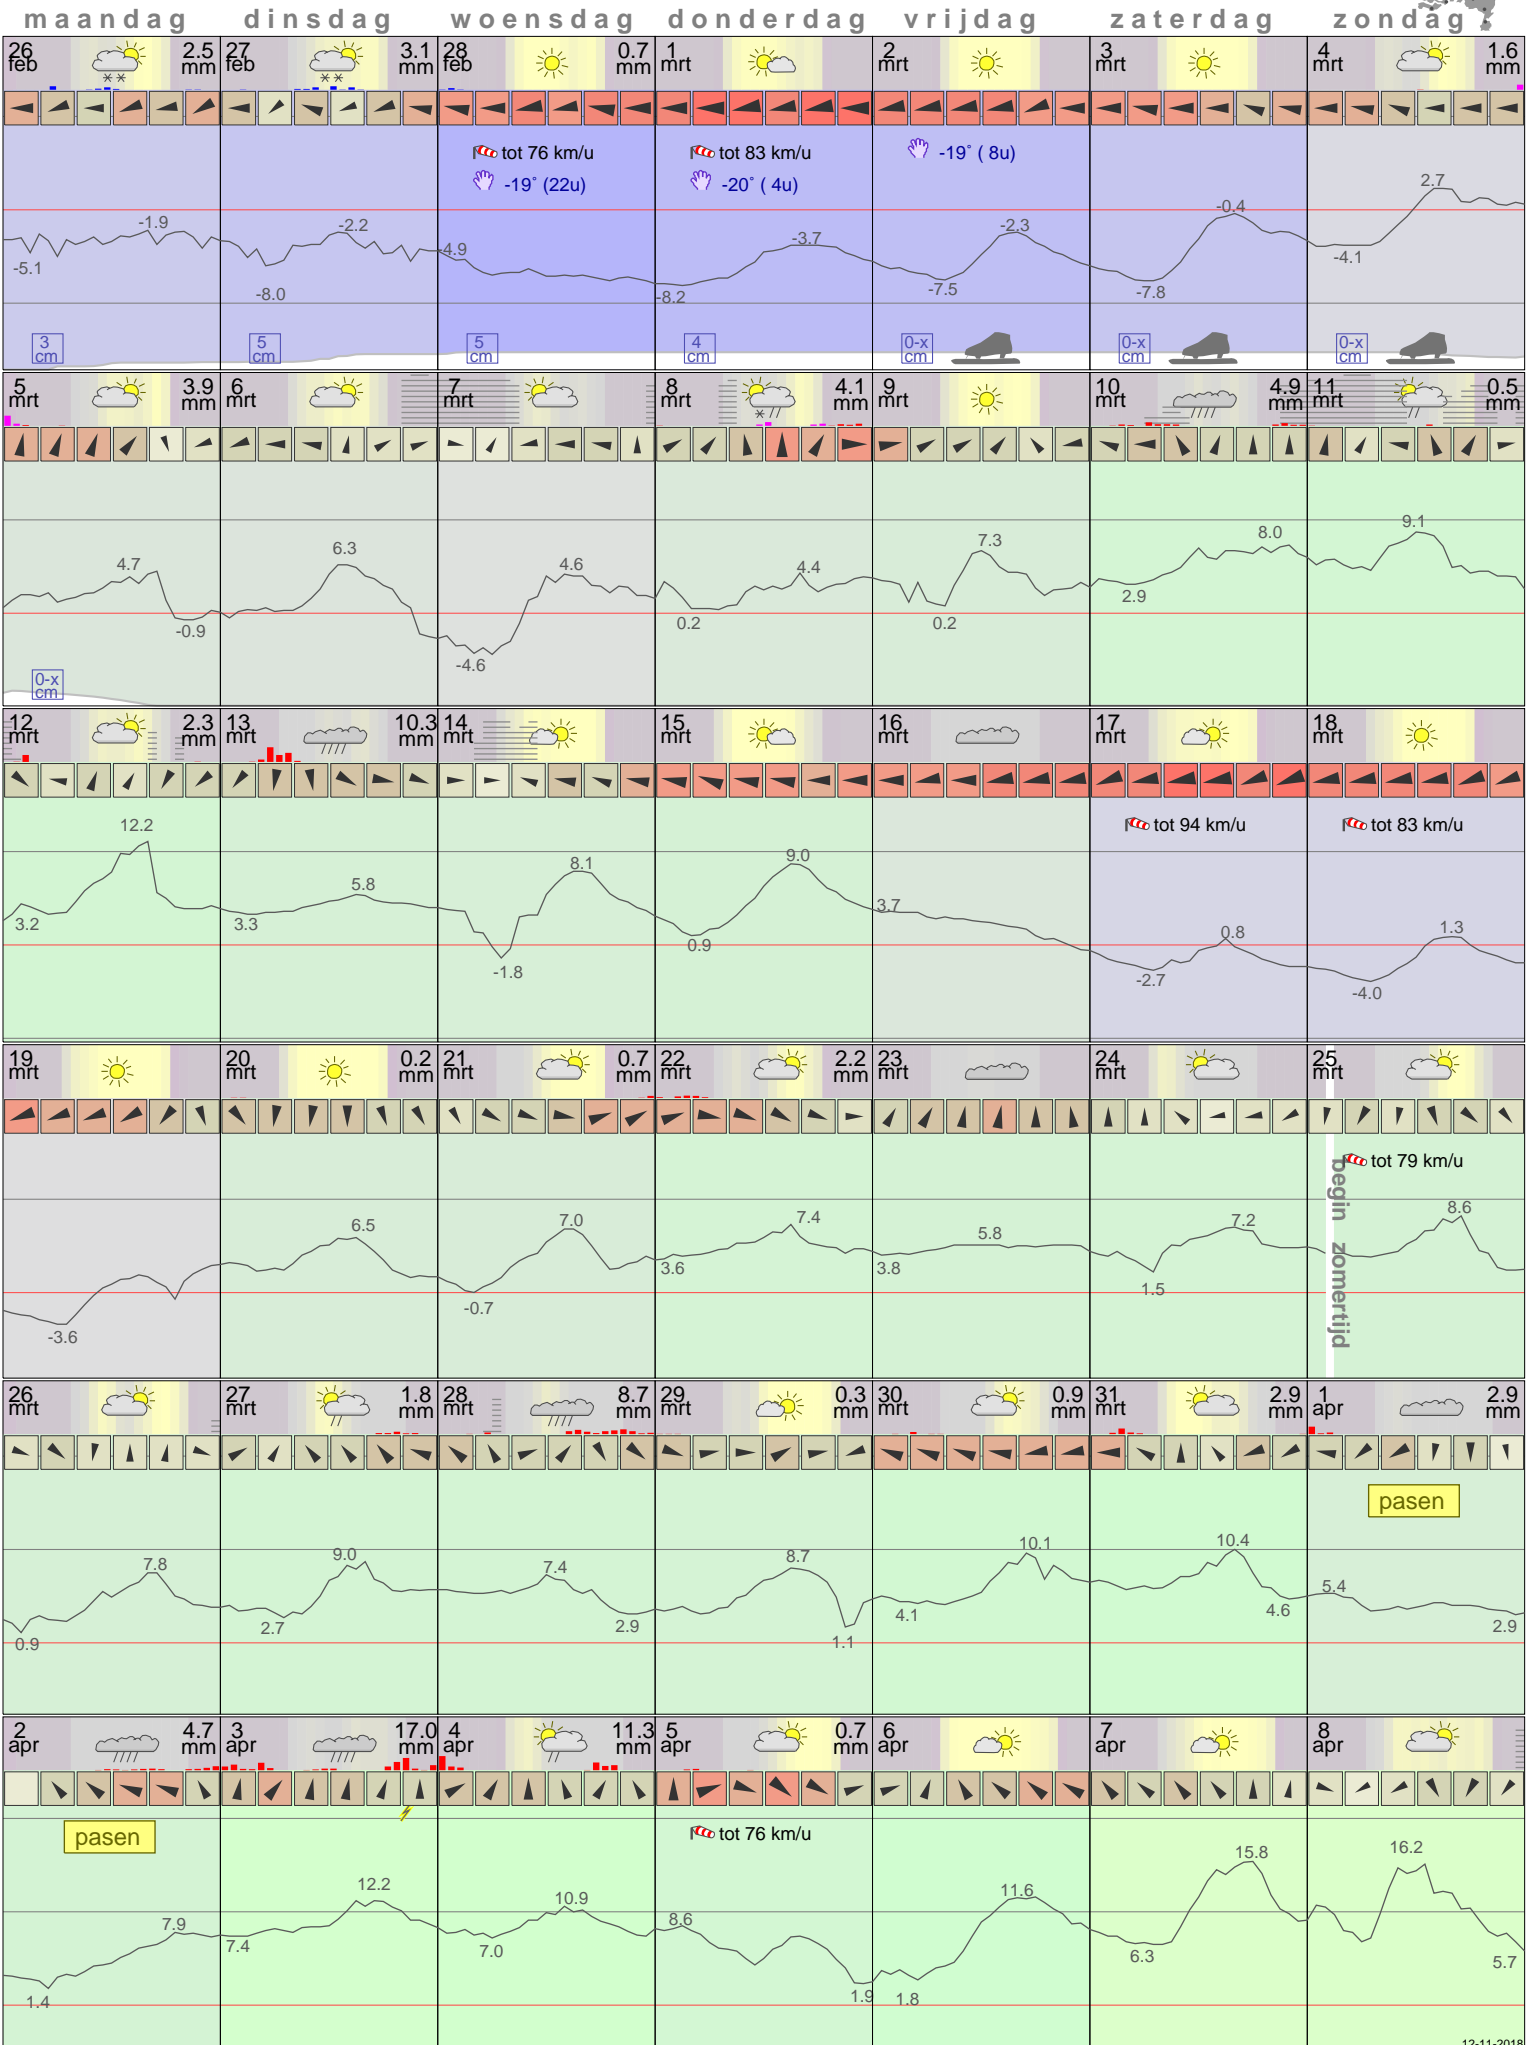 maandag dinsdag woensdag donderdag vrijdag zaterdag zondag
26 feb 2.5 mm
27 feb 3.1 mm
28 feb 0.7 mm
1 mrt
2 mrt
3 mrt
4 mrt 1.6 mm
tot 76 km/u
-19° (22u)
tot 83 km/u
-20° ( 4u)
-19° ( 8u)
-5.1 -1.9 -8.0 -2.2 -4.9 -8.2 -3.7 -7.5 -2.3 -7.8 -0.4 -4.1 2.7
3 cm
5 cm
5 cm
4 cm
0-x cm
0-x cm
0-x cm
5 mrt 3.9 mm
6 mrt
7 mrt
8 mrt 4.1 mm
9 mrt
10 mrt 4.9 mm
11 mrt 0.5 mm
4.7 -0.9 6.3 -4.6 4.6 0.2 4.4 0.2 7.3 2.9 8.0 9.1
0-x cm
12 mrt 2.3 mm
13 mrt 10.3 mm
14 mrt
15 mrt
16 mrt
17 mrt
18 mrt
tot 94 km/u
tot 83 km/u
3.2 12.2 3.3 5.8 -1.8 8.1 0.9 9.0 3.7 -2.7 0.8 -4.0 1.3
19 mrt
20 mrt 0.2 mm
21 mrt 0.7 mm
22 mrt 2.2 mm
23 mrt
24 mrt
25 mrt
tot 79 km/u
begin zomertijd
-3.6 6.5 -0.7 7.0 3.6 7.4 3.8 5.8 1.5 7.2 8.6
26 mrt
27 mrt 1.8 mm
28 mrt 8.7 mm
29 mrt 0.3 mm
30 mrt 0.9 mm
31 mrt 2.9 mm
1 apr 2.9 mm
pasen
0.9 7.8 2.7 9.0 7.4 2.9 8.7 1.1 4.1 10.1 10.4 4.6 5.4 2.9
2 apr 4.7 mm
3 apr 17.0 mm
4 apr 11.3 mm
5 apr 0.7 mm
6 apr
7 apr
8 apr
pasen
tot 76 km/u
1.4 7.9 7.4 12.2 7.0 10.9 8.6 1.9 1.8 11.6 6.3 15.8 16.2 5.7
12-11-2018